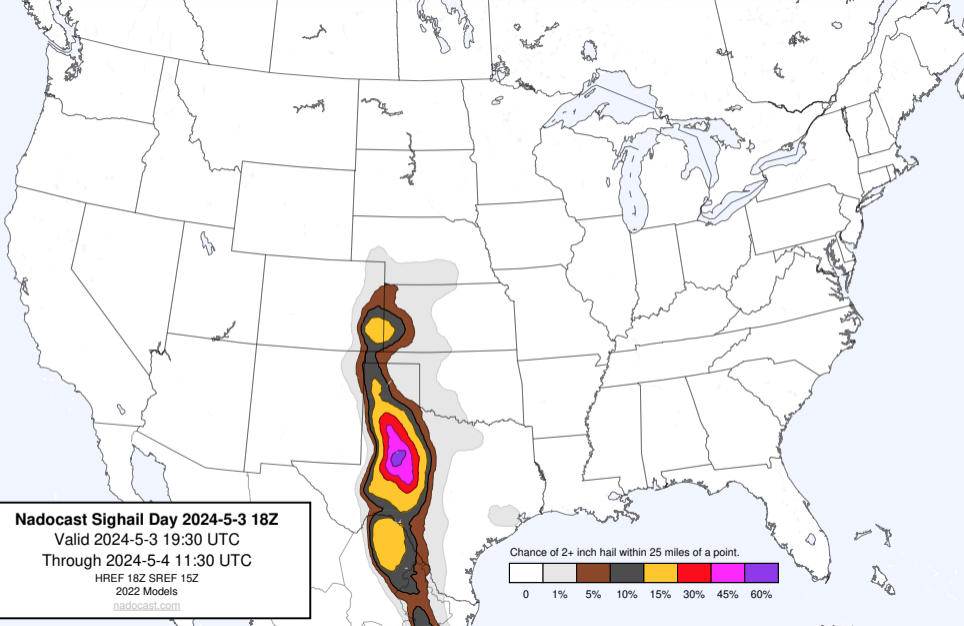 Nadocast Sighail Day 2024-5-3 18Z
Valid 2024-5-3 19:30 UTC
Through 2024-5-4 11:30 UTC
HREF 18Z SREF 15Z
2022 Models
nadocast.com
Chance of 2+ inch hail within 25 miles of a point.
0 1% 5% 10% 15% 30% 45% 60%